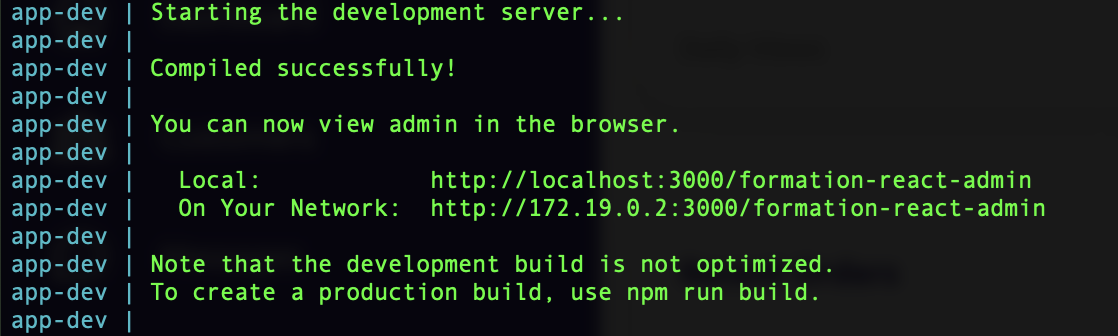 app-dev | Starting the development server...
app-dev |
app-dev | Compiled successfully!
app-dev |
app-dev | You can now view admin in the browser.
app-dev |
app-dev |   Local:            http://localhost:3000/formation-react-admin
app-dev |   On Your Network:  http://172.19.0.2:3000/formation-react-admin
app-dev |
app-dev | Note that the development build is not optimized.
app-dev | To create a production build, use npm run build.
app-dev |